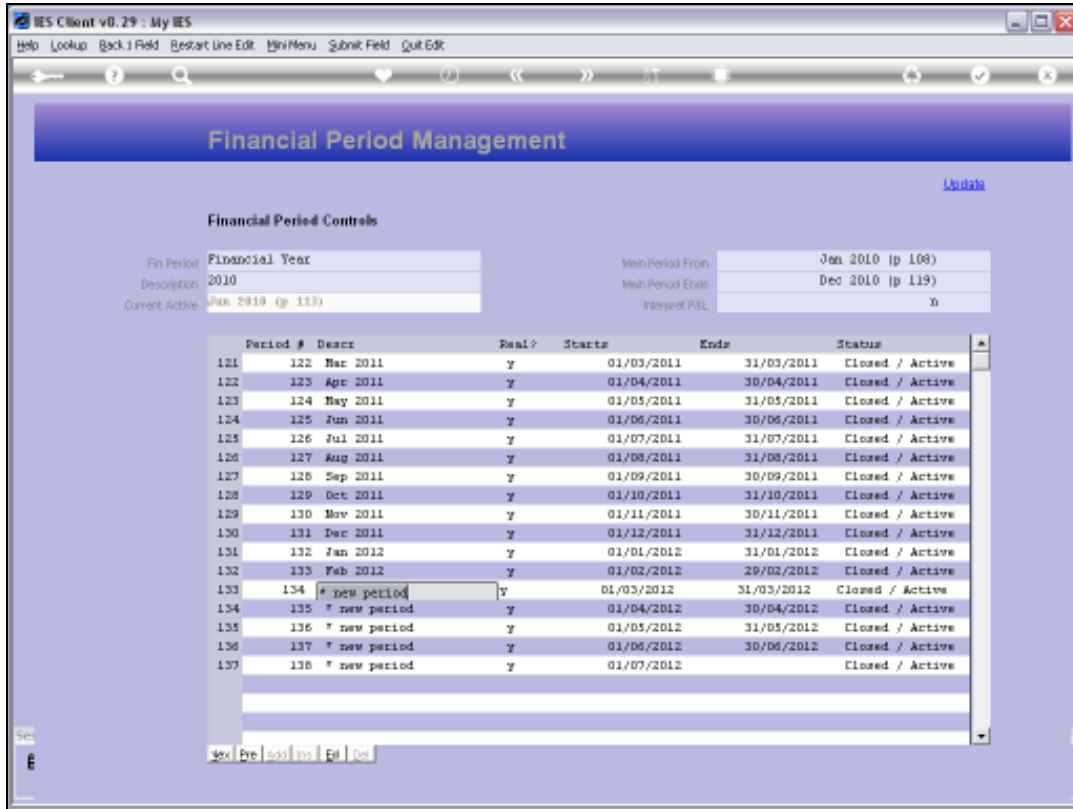 IES Client v8.29 : My IES
Help Lookup Back 1 Field Restart Line Edit MiniMenu Submit Field Quit Edit
Financial Period Management
Update
Financial Period Controls
Fin Period Financial Year Main Period From Jan 2010 (p 108)
Description 2010 Main Period Ends Dec 2010 (p 119)
Current Active Jun 2010 (p 113) Interpret P&L n
Period # Descr Real? Starts Ends Status
121 122 Mar 2011 y 01/03/2011 31/03/2011 Closed / Active
122 123 Apr 2011 y 01/04/2011 30/04/2011 Closed / Active
123 124 May 2011 y 01/05/2011 31/05/2011 Closed / Active
124 125 Jun 2011 y 01/06/2011 30/06/2011 Closed / Active
125 126 Jul 2011 y 01/07/2011 31/07/2011 Closed / Active
126 127 Aug 2011 y 01/08/2011 31/08/2011 Closed / Active
127 128 Sep 2011 y 01/09/2011 30/09/2011 Closed / Active
128 129 Oct 2011 y 01/10/2011 31/10/2011 Closed / Active
129 130 Nov 2011 y 01/11/2011 30/11/2011 Closed / Active
130 131 Dec 2011 y 01/12/2011 31/12/2011 Closed / Active
131 132 Jan 2012 y 01/01/2012 31/01/2012 Closed / Active
132 133 Feb 2012 y 01/02/2012 29/02/2012 Closed / Active
133 134 * new period y 01/03/2012 31/03/2012 Closed / Active
134 135 * new period y 01/04/2012 30/04/2012 Closed / Active
135 136 * new period y 01/05/2012 31/05/2012 Closed / Active
136 137 * new period y 01/06/2012 30/06/2012 Closed / Active
137 138 * new period y 01/07/2012 Closed / Active
Nex Pre Add Ins Ed Del